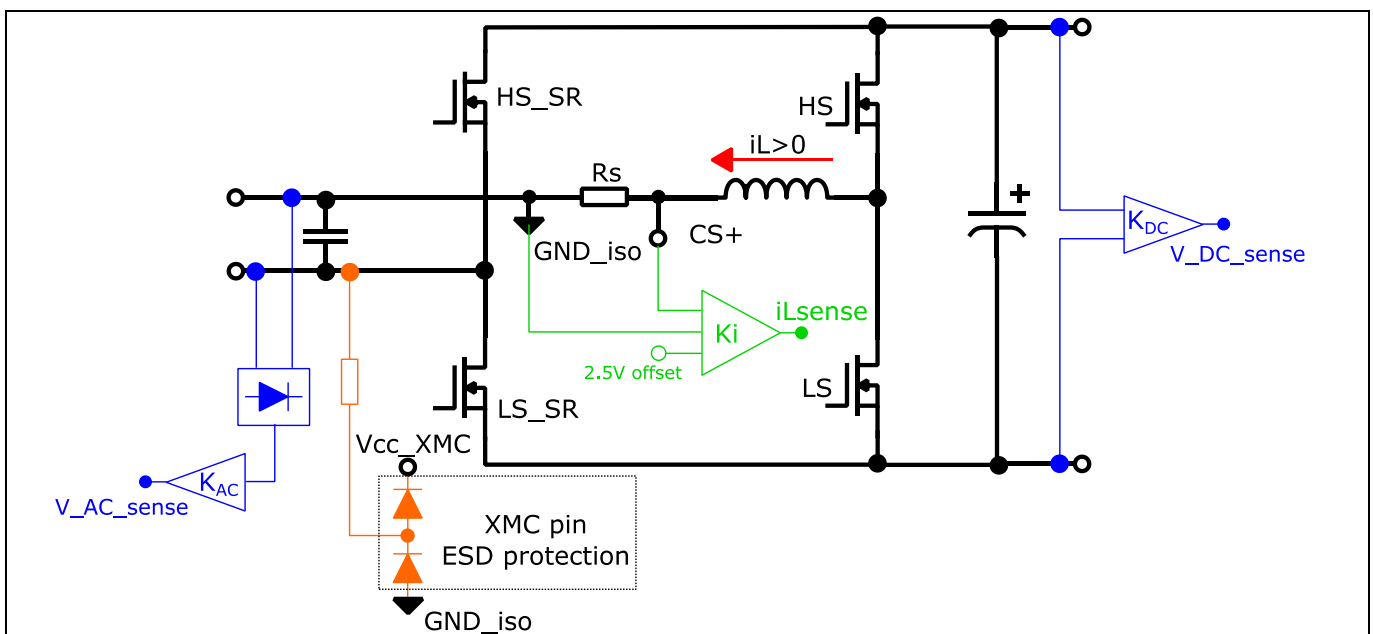 HS_SR
HS
iL>0
Rs
+
GND_iso
CS+
KDC
V_DC_sense
iLsense
Ki
2.5V offset
LS
LS_SR
Vcc_XMC
KAC
V_AC_sense
XMC pin
ESD protection
GND_iso